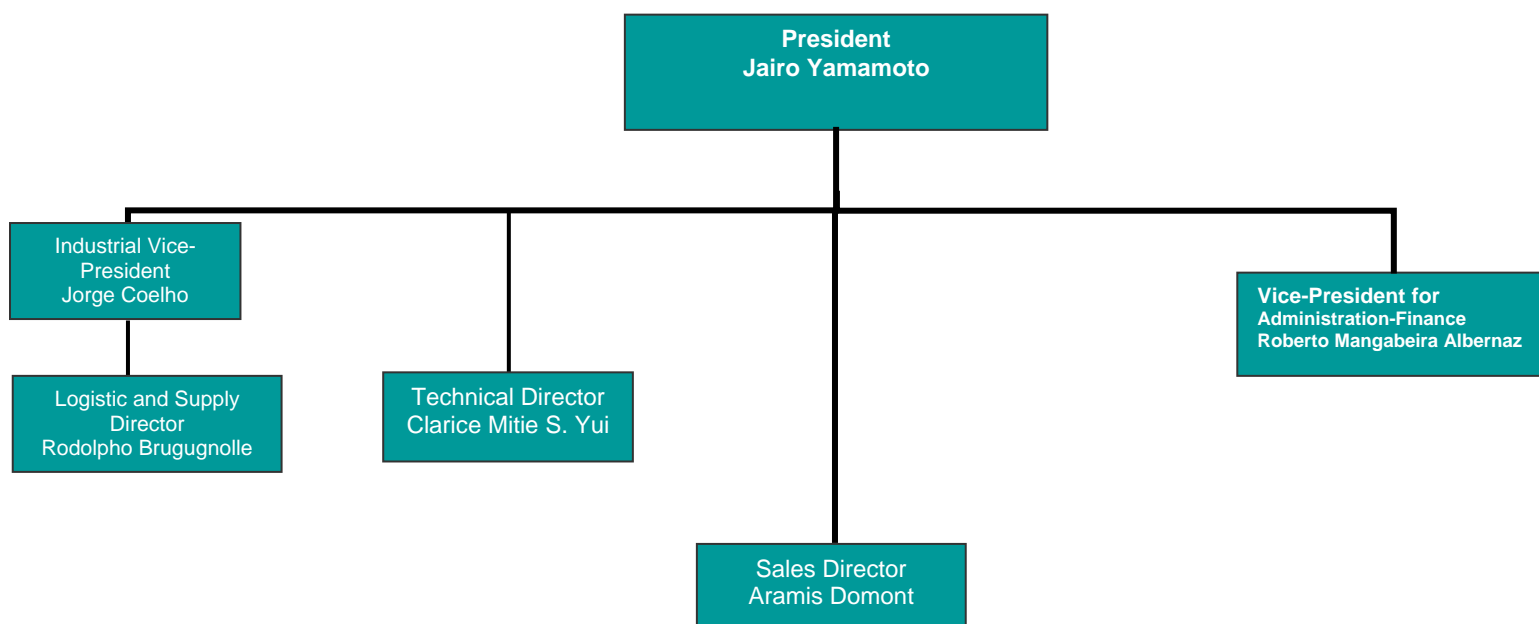 President
Jairo Yamamoto
Industrial Vice-
President
Jorge Coelho
Vice-President for
Administration-Finance
Roberto Mangabeira Albernaz
Logistic and Supply
Director
Rodolpho Brugugnolle
Technical Director
Clarice Mitie S. Yui
Sales Director
Aramis Domont